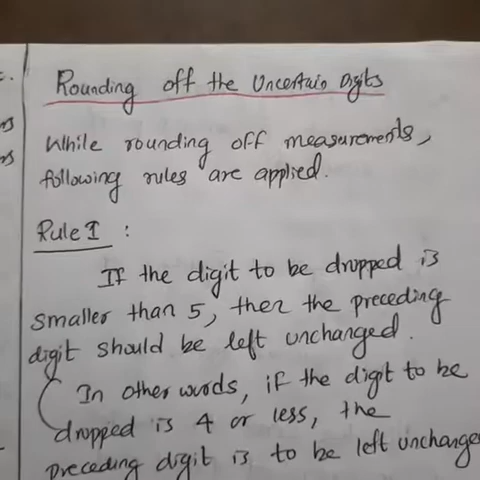 Rounding off the Uncertain Digits
While rounding off measurements,
following rules are applied.
Rule I :
If the digit to be dropped is
smaller than 5, then the preceding
digit should be left unchanged.
In other words, if the digit to be
dropped is 4 or less, the
preceding digit is to be left unchange